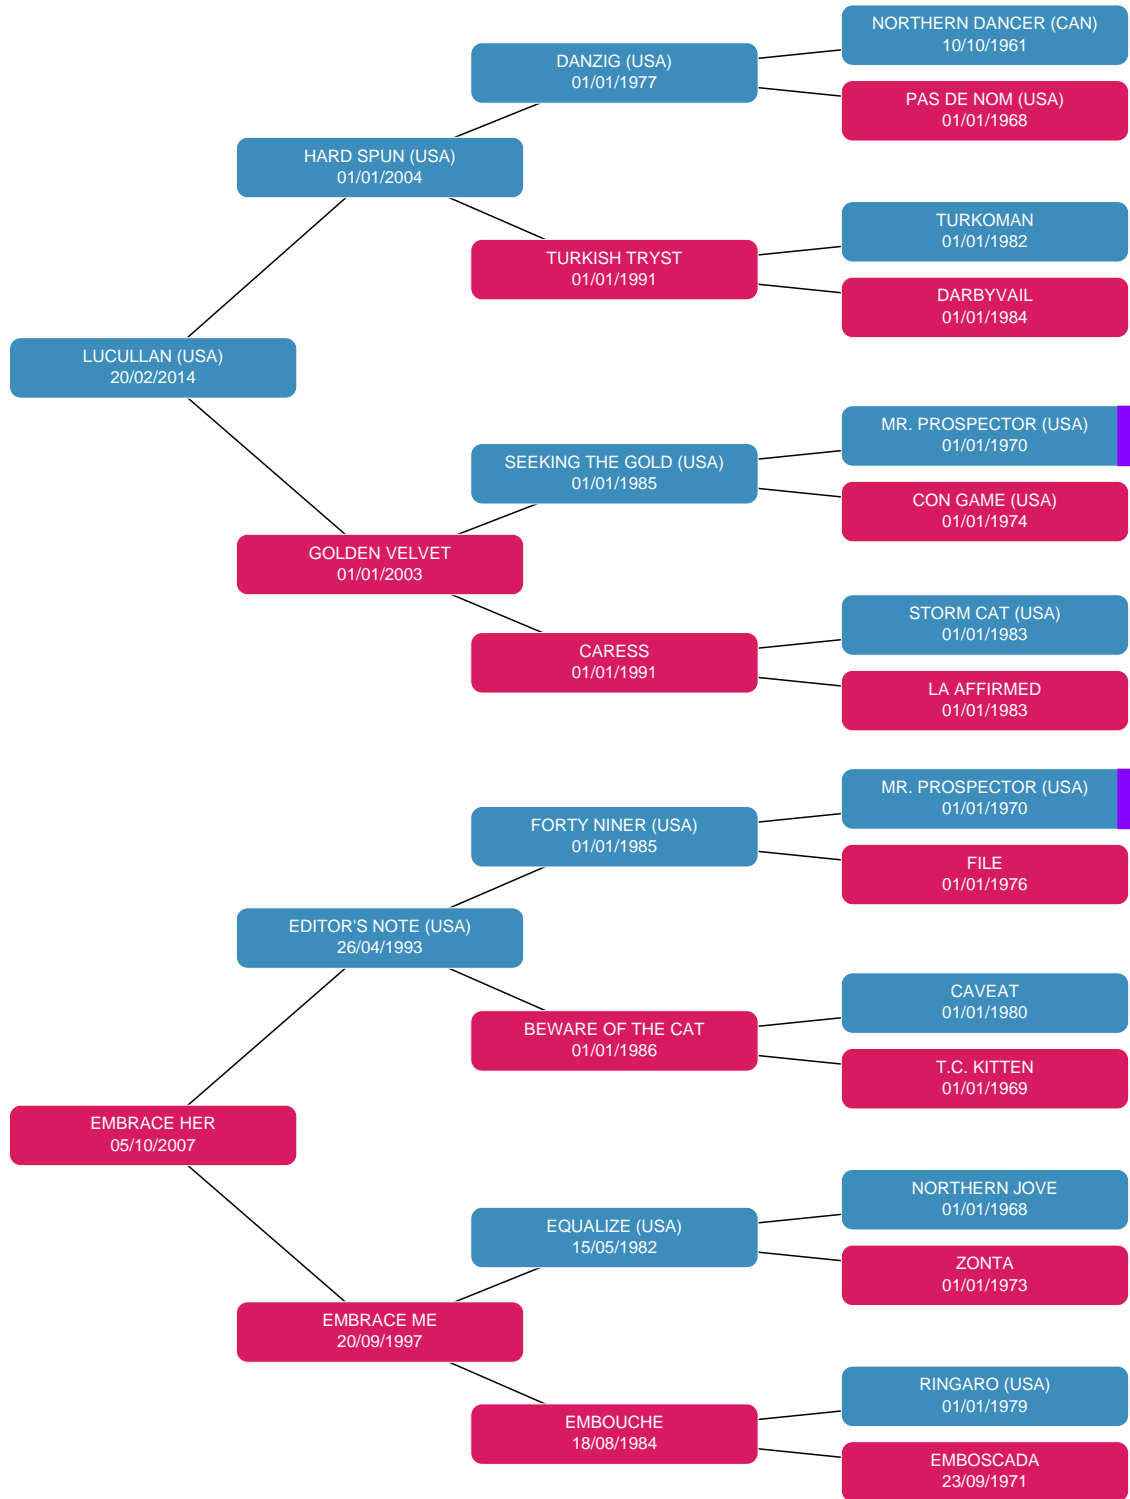 NORTHERN DANCER (CAN)
10/10/1961
DANZIG (USA)
01/01/1977
PAS DE NOM (USA)
01/01/1968
HARD SPUN (USA)
01/01/2004
TURKOMAN
01/01/1982
TURKISH TRYST
01/01/1991
DARBYVAIL
01/01/1984
LUCULLAN (USA)
20/02/2014
MR. PROSPECTOR (USA)
01/01/1970
SEEKING THE GOLD (USA)
01/01/1985
CON GAME (USA)
01/01/1974
GOLDEN VELVET
01/01/2003
STORM CAT (USA)
01/01/1983
CARESS
01/01/1991
LA AFFIRMED
01/01/1983
MR. PROSPECTOR (USA)
01/01/1970
FORTY NINER (USA)
01/01/1985
FILE
01/01/1976
EDITOR'S NOTE (USA)
26/04/1993
CAVEAT
01/01/1980
BEWARE OF THE CAT
01/01/1986
T.C. KITTEN
01/01/1969
EMBRACE HER
05/10/2007
NORTHERN JOVE
01/01/1968
EQUALIZE (USA)
15/05/1982
ZONTA
01/01/1973
EMBRACE ME
20/09/1997
RINGARO (USA)
01/01/1979
EMBOUCHE
18/08/1984
EMBOSCADA
23/09/1971